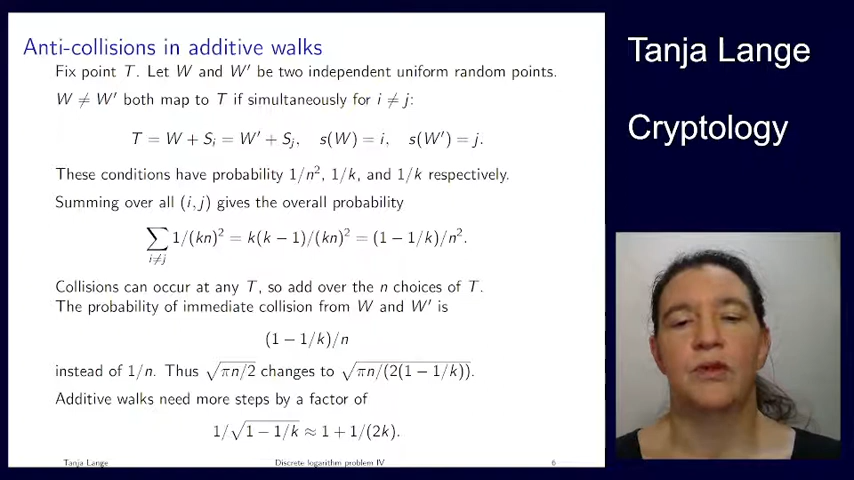 Anti-collisions in additive walks
Fix point T. Let W and W′ be two independent uniform random points.
W ≠ W′ both map to T if simultaneously for i ≠ j:
T = W + Sᵢ = W′ + Sⱼ, s(W) = i, s(W′) = j.
These conditions have probability 1/n², 1/k, and 1/k respectively.
Summing over all (i, j) gives the overall probability
∑ 1/(kn)² = k(k − 1)/(kn)² = (1 − 1/k)/n².
i≠j
Collisions can occur at any T, so add over the n choices of T.
The probability of immediate collision from W and W′ is
(1 − 1/k)/n
instead of 1/n. Thus √πn/2 changes to √πn/(2(1 − 1/k)).
Additive walks need more steps by a factor of
1/√1 − 1/k ≈ 1 + 1/(2k).
Tanja Lange Discrete logarithm problem IV 6
Tanja Lange
Cryptology